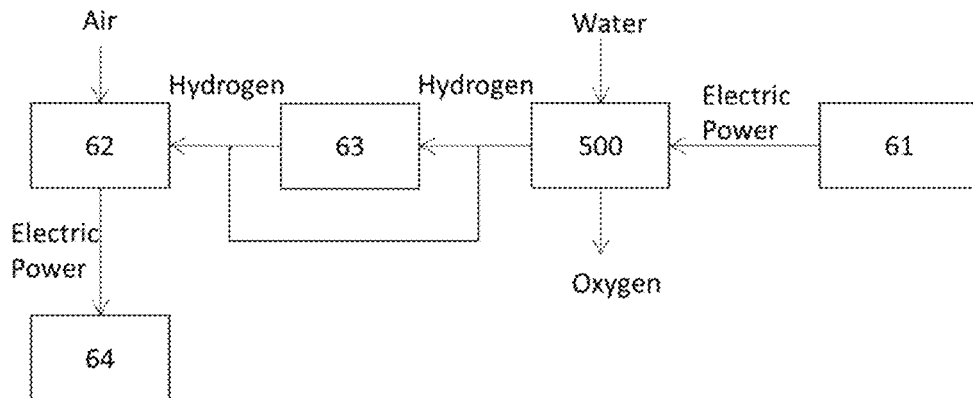 Air
Water
Hydrogen
Hydrogen
Electric
Power
62
63
500
61
Electric
Power
Oxygen
64